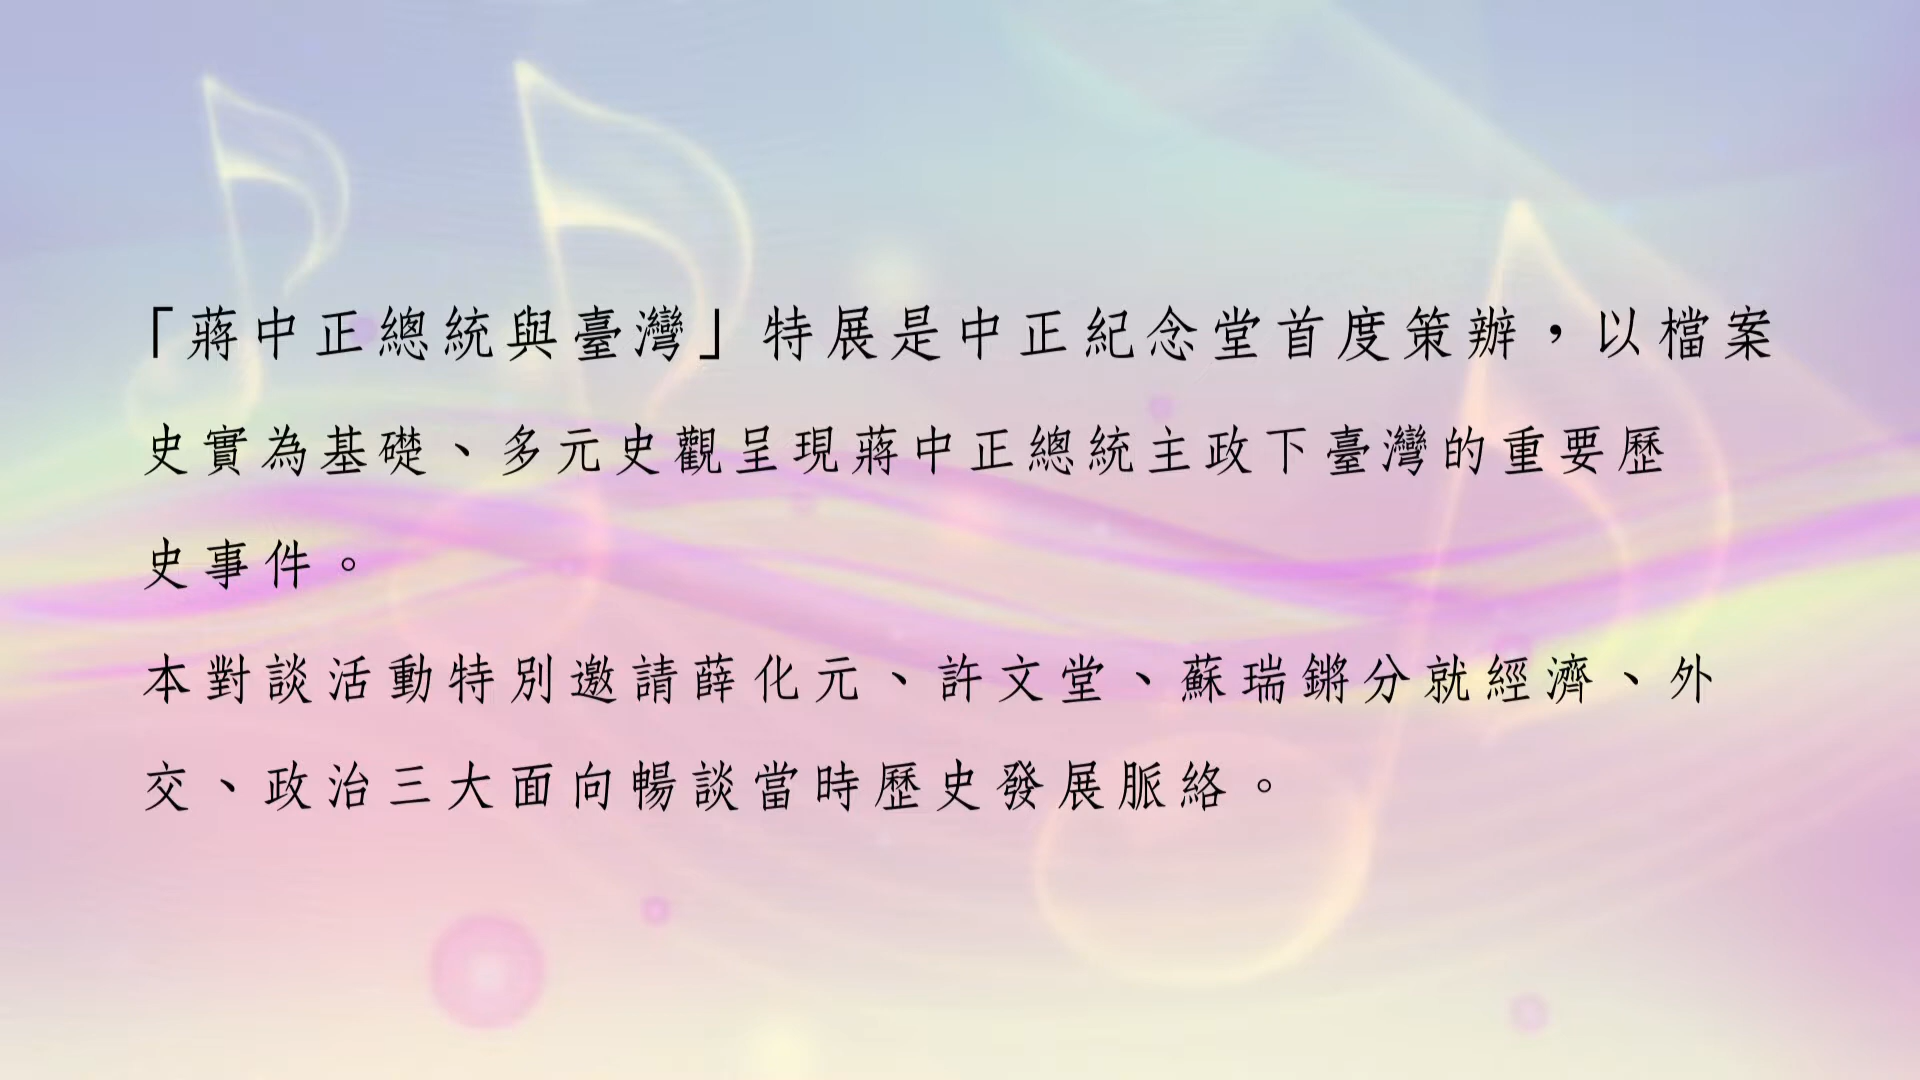 「蔣中正總統與臺灣」特展是中正紀念堂首度策辦，以檔案
史實為基礎、多元史觀呈現蔣中正總統主政下臺灣的重要歷
史事件。
本對談活動特別邀請薛化元、許文堂、蘇瑞鏘分就經濟、外
交、政治三大面向暢談當時歷史發展脈絡。